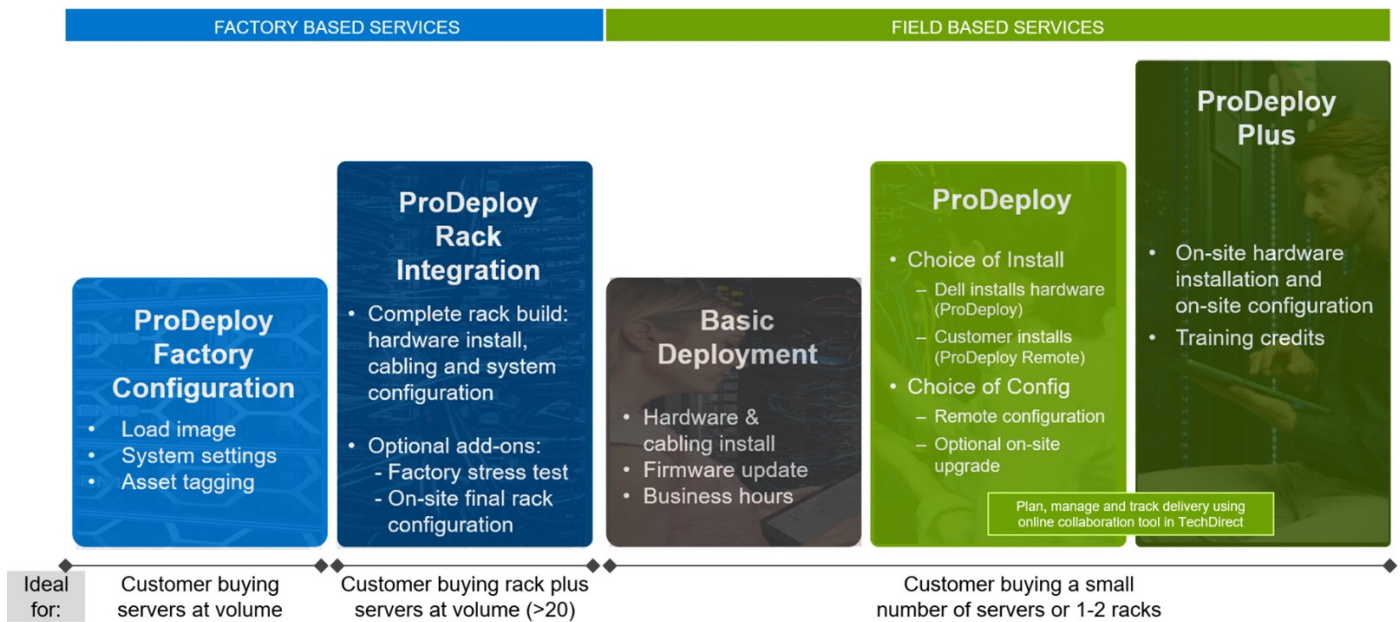 FACTORY BASED SERVICES
FIELD BASED SERVICES
ProDeploy
Factory
Configuration
• Load image
• System settings
• Asset tagging
ProDeploy
Rack
Integration
• Complete rack build:
hardware install,
cabling and system
configuration
• Optional add-ons:
- Factory stress test
- On-site final rack
configuration
Basic
Deployment
• Hardware &
cabling install
• Firmware update
• Business hours
ProDeploy
• Choice of Install
– Dell installs hardware
(ProDeploy)
– Customer installs
(ProDeploy Remote)
• Choice of Config
– Remote configuration
– Optional on-site
upgrade
ProDeploy
Plus
• On-site hardware
installation and
on-site configuration
• Training credits
Plan, manage and track delivery using
online collaboration tool in TechDirect
Ideal
for:
Customer buying
servers at volume
Customer buying rack plus
servers at volume (>20)
Customer buying a small
number of servers or 1-2 racks